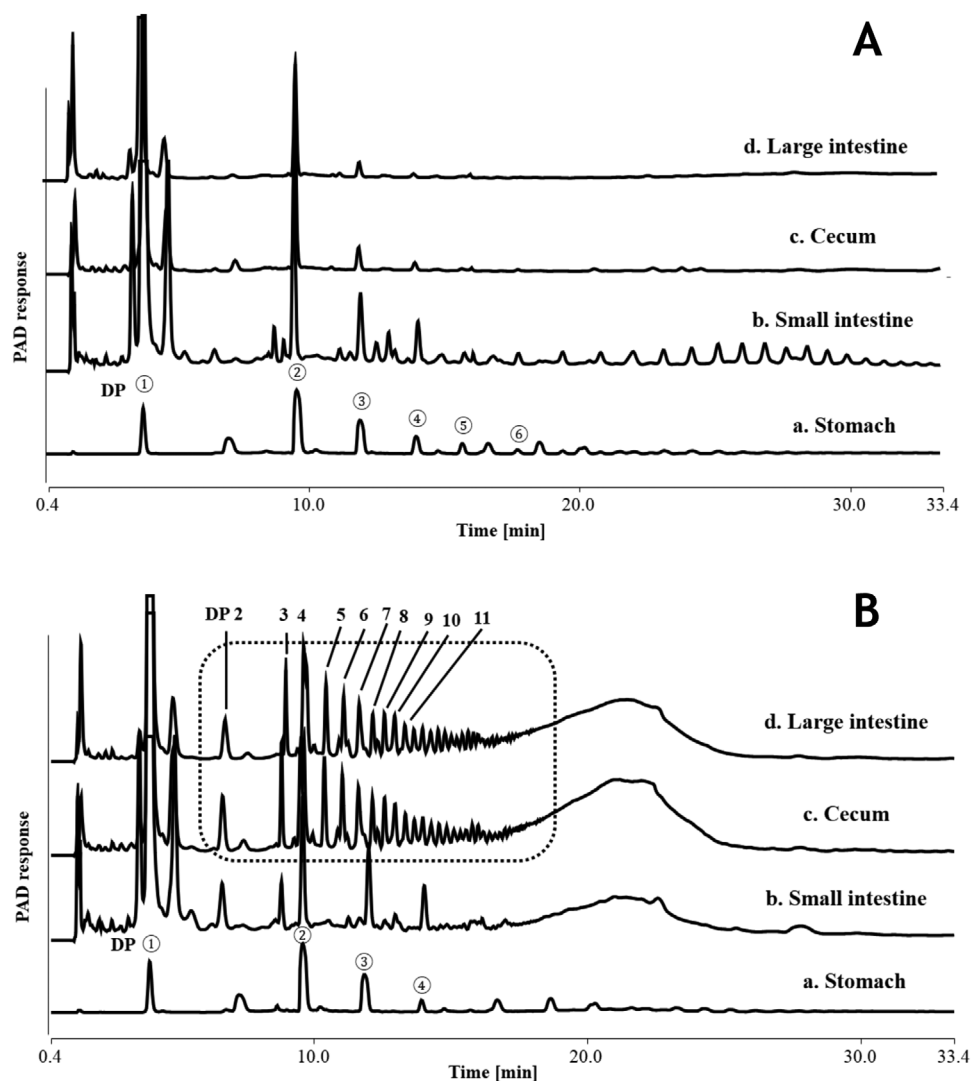 A
d. Large intestine
c. Cecum
b. Small intestine
DP ① ② ③ ④ ⑤ ⑥
a. Stomach
PAD response
0.4 10.0 20.0 30.0 33.4
Time [min]
B
DP 2 3 4 5 6 7 8 9 10 11
d. Large intestine
c. Cecum
b. Small intestine
DP ① ② ③ ④
a. Stomach
PAD response
0.4 10.0 20.0 30.0 33.4
Time [min]